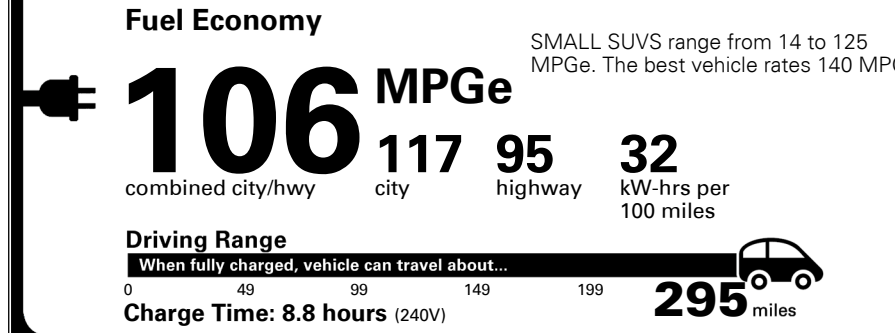 Fuel Economy
SMALL SUVS range from 14 to 125
MPGe. The best vehicle rates 140
106 MPGe
combined city/hwy
117
city
95
highway
32
kW-hrs per
100 miles
Driving Range
When fully charged, vehicle can travel about...
0 49 99 149 199 295 miles
Charge Time: 8.8 hours (240V)